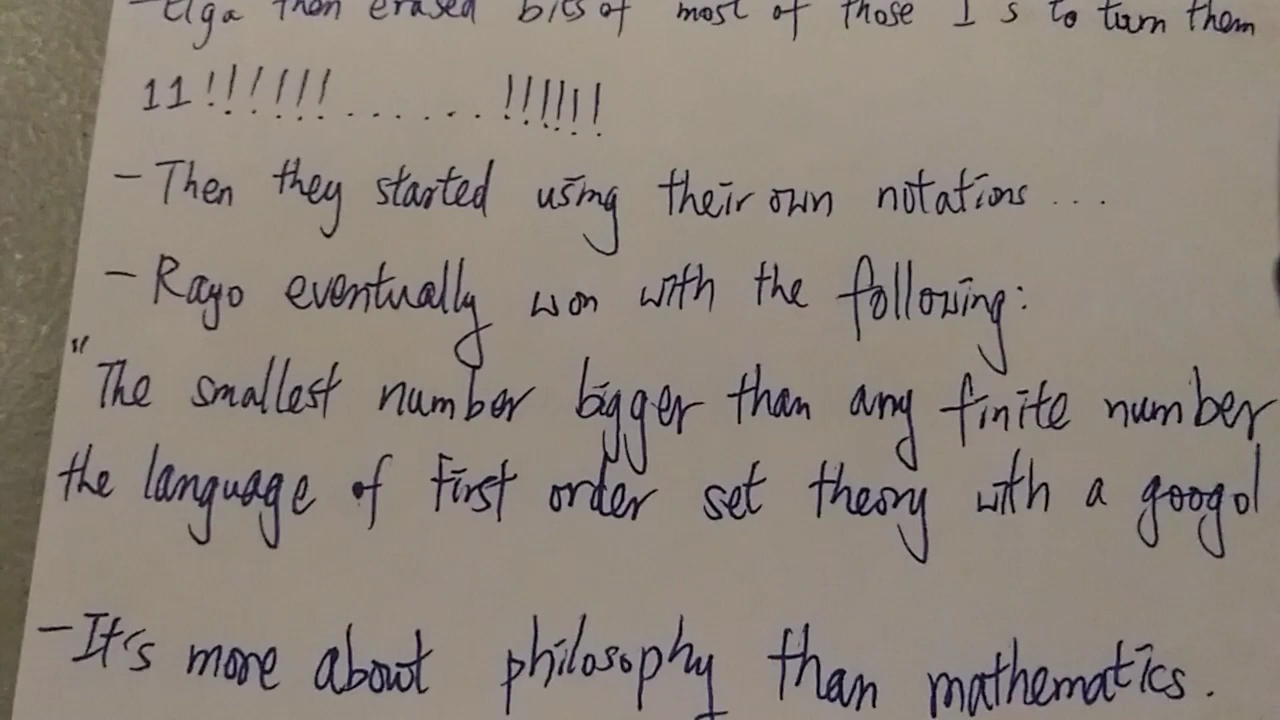 - Elga then erased bits of most of those 1 s to turn them
11!!!!!!.......!!!!!!
- Then they started using their own notations ...
- Rayo eventually won with the following:
"The smallest number bigger than any finite number
the language of first order set theory with a googol
- It's more about philosophy than mathematics.